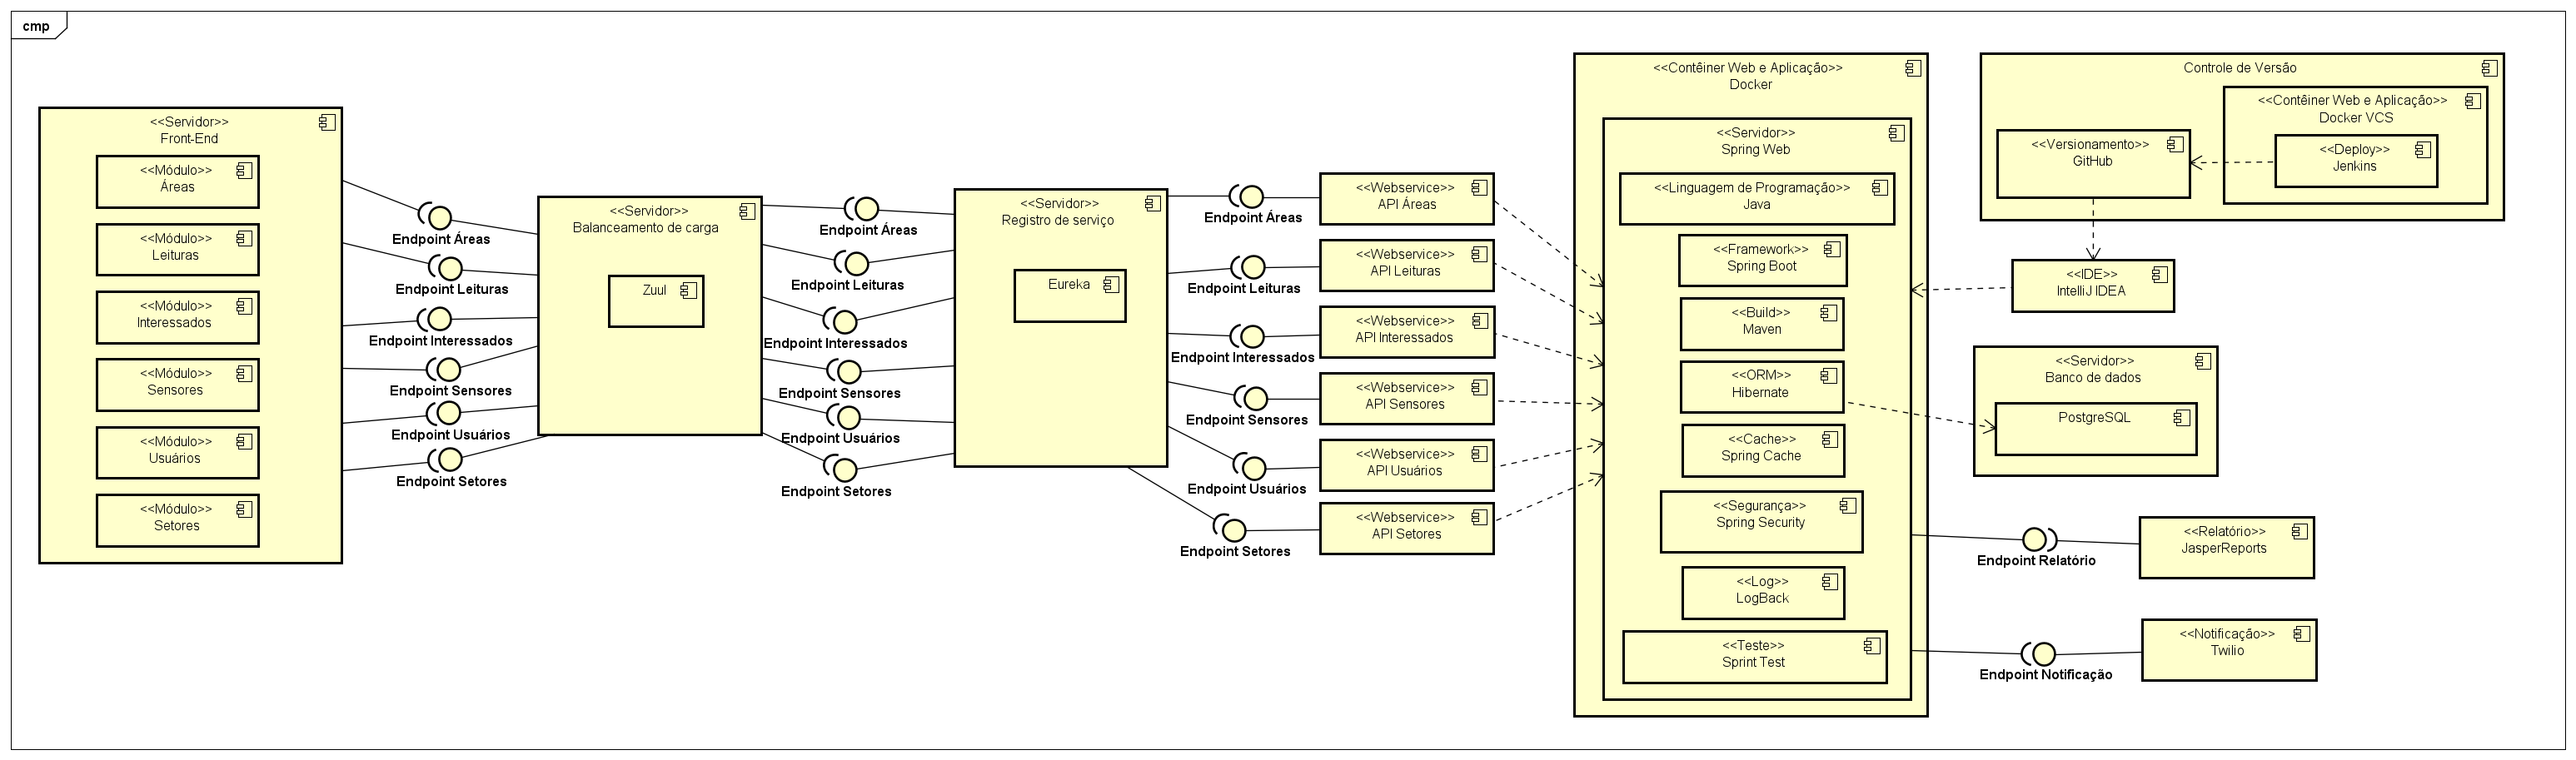 cmp
<<Servidor>>
Front-End
<<Módulo>>
Áreas
<<Módulo>>
Leituras
<<Módulo>>
Interessados
<<Módulo>>
Sensores
<<Módulo>>
Usuários
<<Módulo>>
Setores
Endpoint Áreas
Endpoint Leituras
Endpoint Interessados
Endpoint Sensores
Endpoint Usuários
Endpoint Setores
<<Servidor>>
Balanceamento de carga
Zuul
Endpoint Áreas
Endpoint Leituras
Endpoint Interessados
Endpoint Sensores
Endpoint Usuários
Endpoint Setores
<<Servidor>>
Registro de serviço
Eureka
Endpoint Áreas
Endpoint Leituras
Endpoint Interessados
Endpoint Sensores
Endpoint Usuários
Endpoint Setores
<<Webservice>>
API Áreas
<<Webservice>>
API Leituras
<<Webservice>>
API Interessados
<<Webservice>>
API Sensores
<<Webservice>>
API Usuários
<<Webservice>>
API Setores
<<Contêiner Web e Aplicação>>
Docker
<<Servidor>>
Spring Web
<<Linguagem de Programação>>
Java
<<Framework>>
Spring Boot
<<Build>>
Maven
<<ORM>>
Hibernate
<<Cache>>
Spring Cache
<<Segurança>>
Spring Security
<<Log>>
LogBack
<<Teste>>
Sprint Test
Controle de Versão
<<Contêiner Web e Aplicação>>
Docker VCS
<<Versionamento>>
GitHub
<<Deploy>>
Jenkins
<<IDE>>
IntelliJ IDEA
<<Servidor>>
Banco de dados
PostgreSQL
Endpoint Relatório
<<Relatório>>
JasperReports
Endpoint Notificação
<<Notificação>>
Twilio